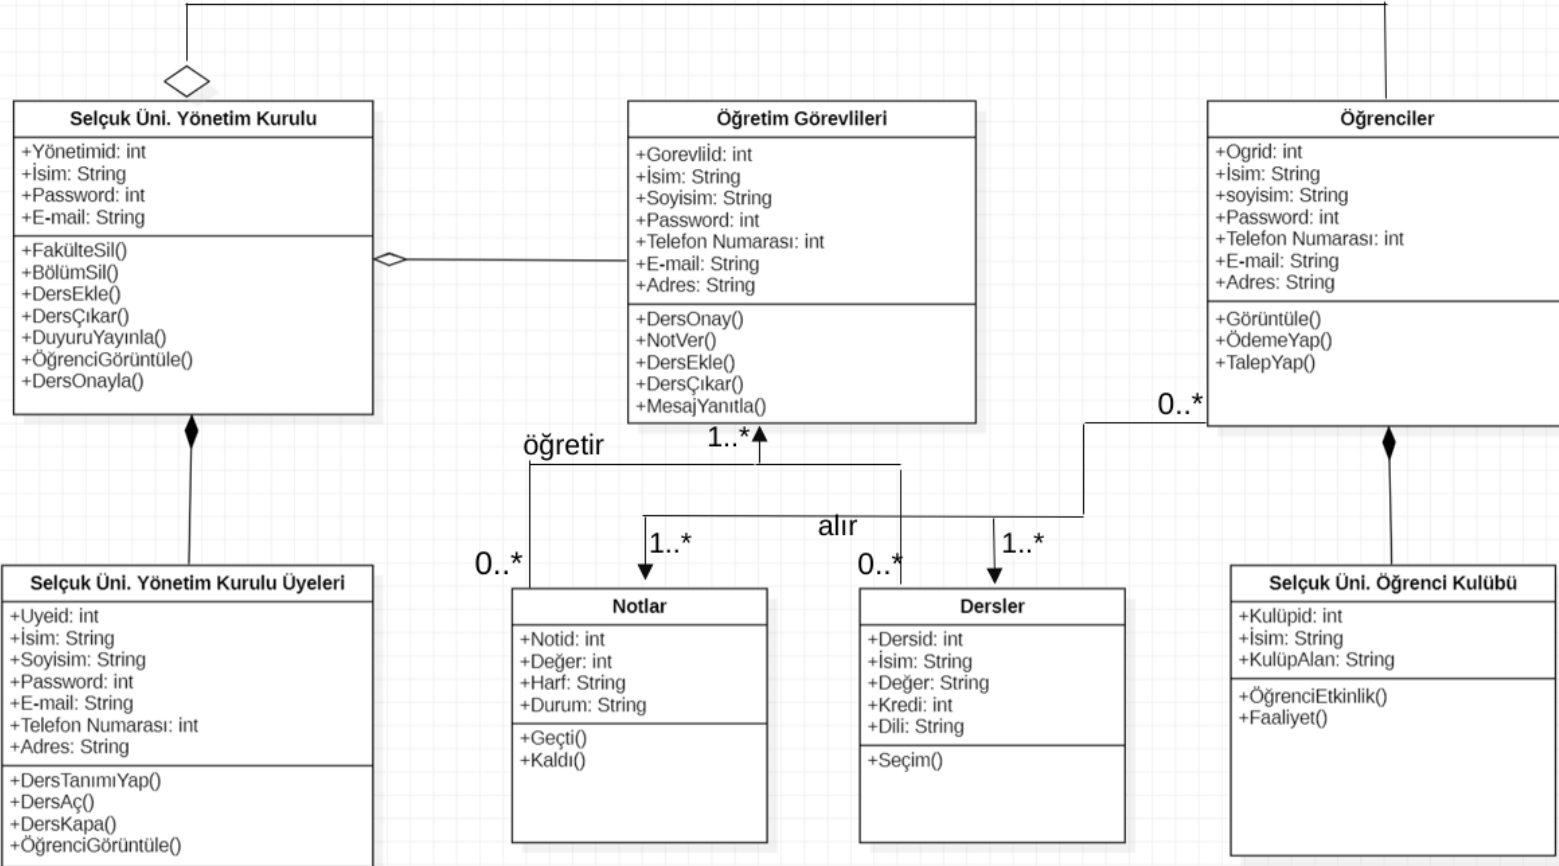 Selçuk Üni. Yönetim Kurulu
+Yönetimid: int
+İsim: String
+Password: int
+E-mail: String
+FakülteSil()
+BölümSil()
+DersEkle()
+DersÇıkar()
+DuyuruYayınla()
+ÖğrenciGörüntüle()
+DersOnayla()
Öğretim Görevlileri
+Gorevliİd: int
+İsim: String
+Soyisim: String
+Password: int
+Telefon Numarası: int
+E-mail: String
+Adres: String
+DersOnay()
+NotVer()
+DersEkle()
+DersÇıkar()
+MesajYanıtla()
Öğrenciler
+Ogrid: int
+İsim: String
+soyisim: String
+Password: int
+Telefon Numarası: int
+E-mail: String
+Adres: String
+Görüntüle()
+ÖdemeYap()
+TalepYap()
0..*
1..*
öğretir
alır
1..*
1..*
0..*
0..*
Selçuk Üni. Yönetim Kurulu Üyeleri
+Uyeid: int
+İsim: String
+Soyisim: String
+Password: int
+E-mail: String
+Telefon Numarası: int
+Adres: String
+DersTanımıYap()
+DersAç()
+DersKapa()
+ÖğrenciGörüntüle()
Notlar
+Notid: int
+Değer: int
+Harf: String
+Durum: String
+Geçti()
+Kaldı()
Dersler
+Dersid: int
+İsim: String
+Değer: String
+Kredi: int
+Dili: String
+Seçim()
Selçuk Üni. Öğrenci Kulübü
+Kulüpid: int
+İsim: String
+KulüpAlan: String
+ÖğrenciEtkinlik()
+Faaliyet()